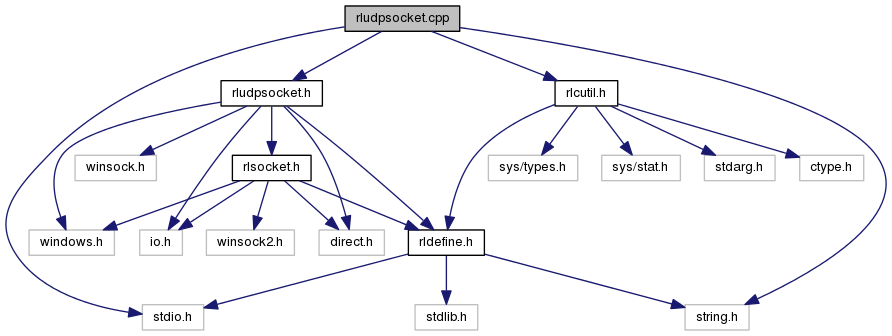 rludpsocket.cpp
rludpsocket.h
rlcutil.h
winsock.h
rlsocket.h
sys/types.h
sys/stat.h
stdarg.h
ctype.h
windows.h
io.h
winsock2.h
direct.h
rldefine.h
stdio.h
stdlib.h
string.h